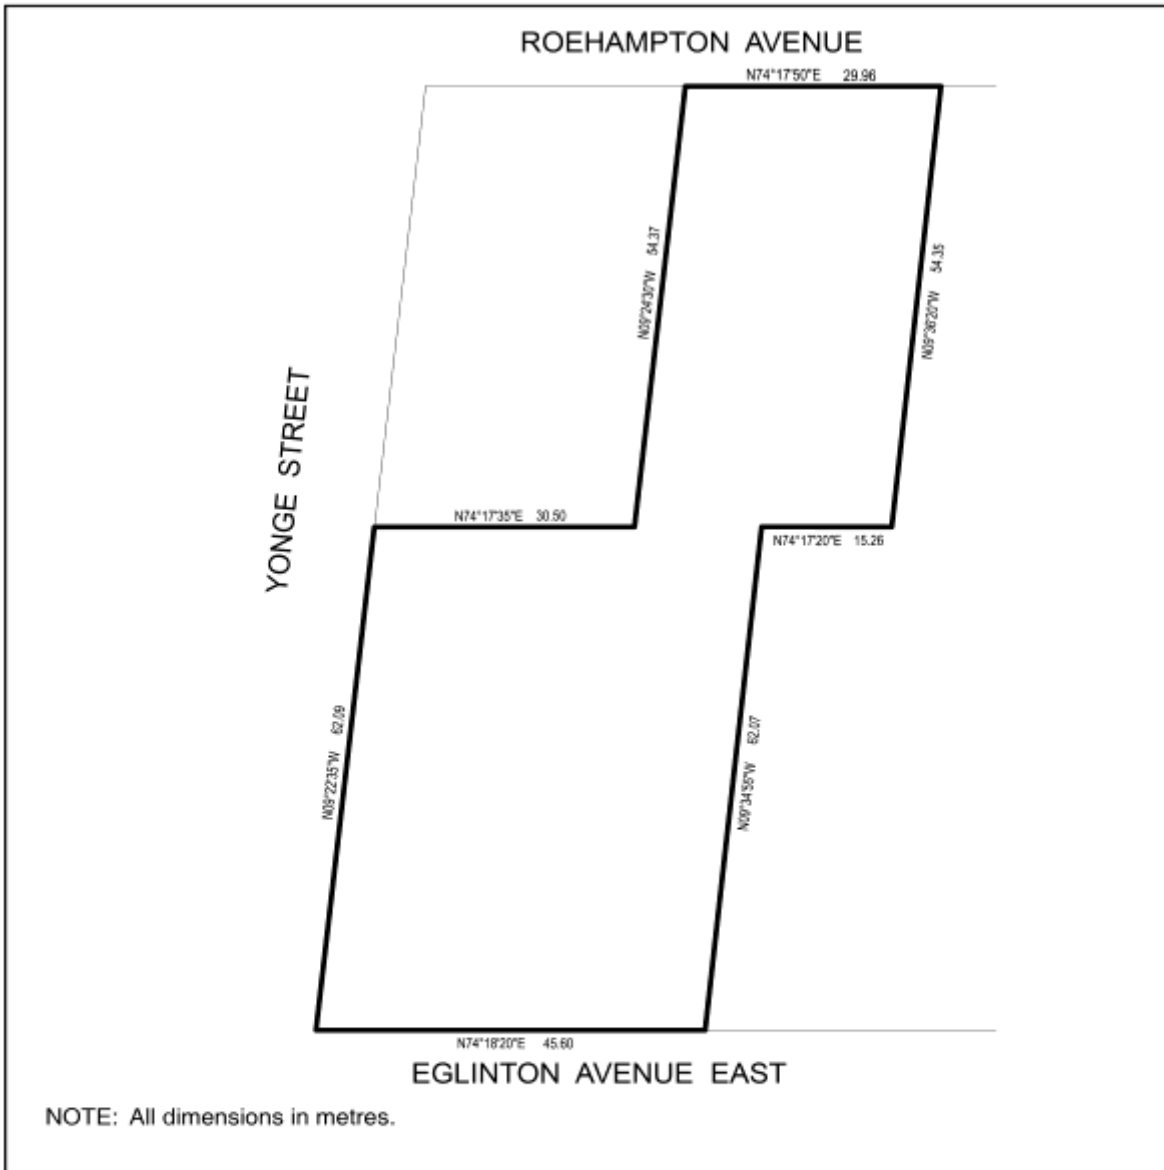 ROEHAMPTON AVENUE
N74°17'50"E 29.96
N09°24'30"W 54.37
N09°36'20"W 54.35
YONGE STREET
N74°17'35"E 30.50
N74°17'20"E 15.26
N09°22'35"W 62.09
N09°34'55"W 62.07
N74°18'20"E 45.60
EGLINTON AVENUE EAST
NOTE: All dimensions in metres.